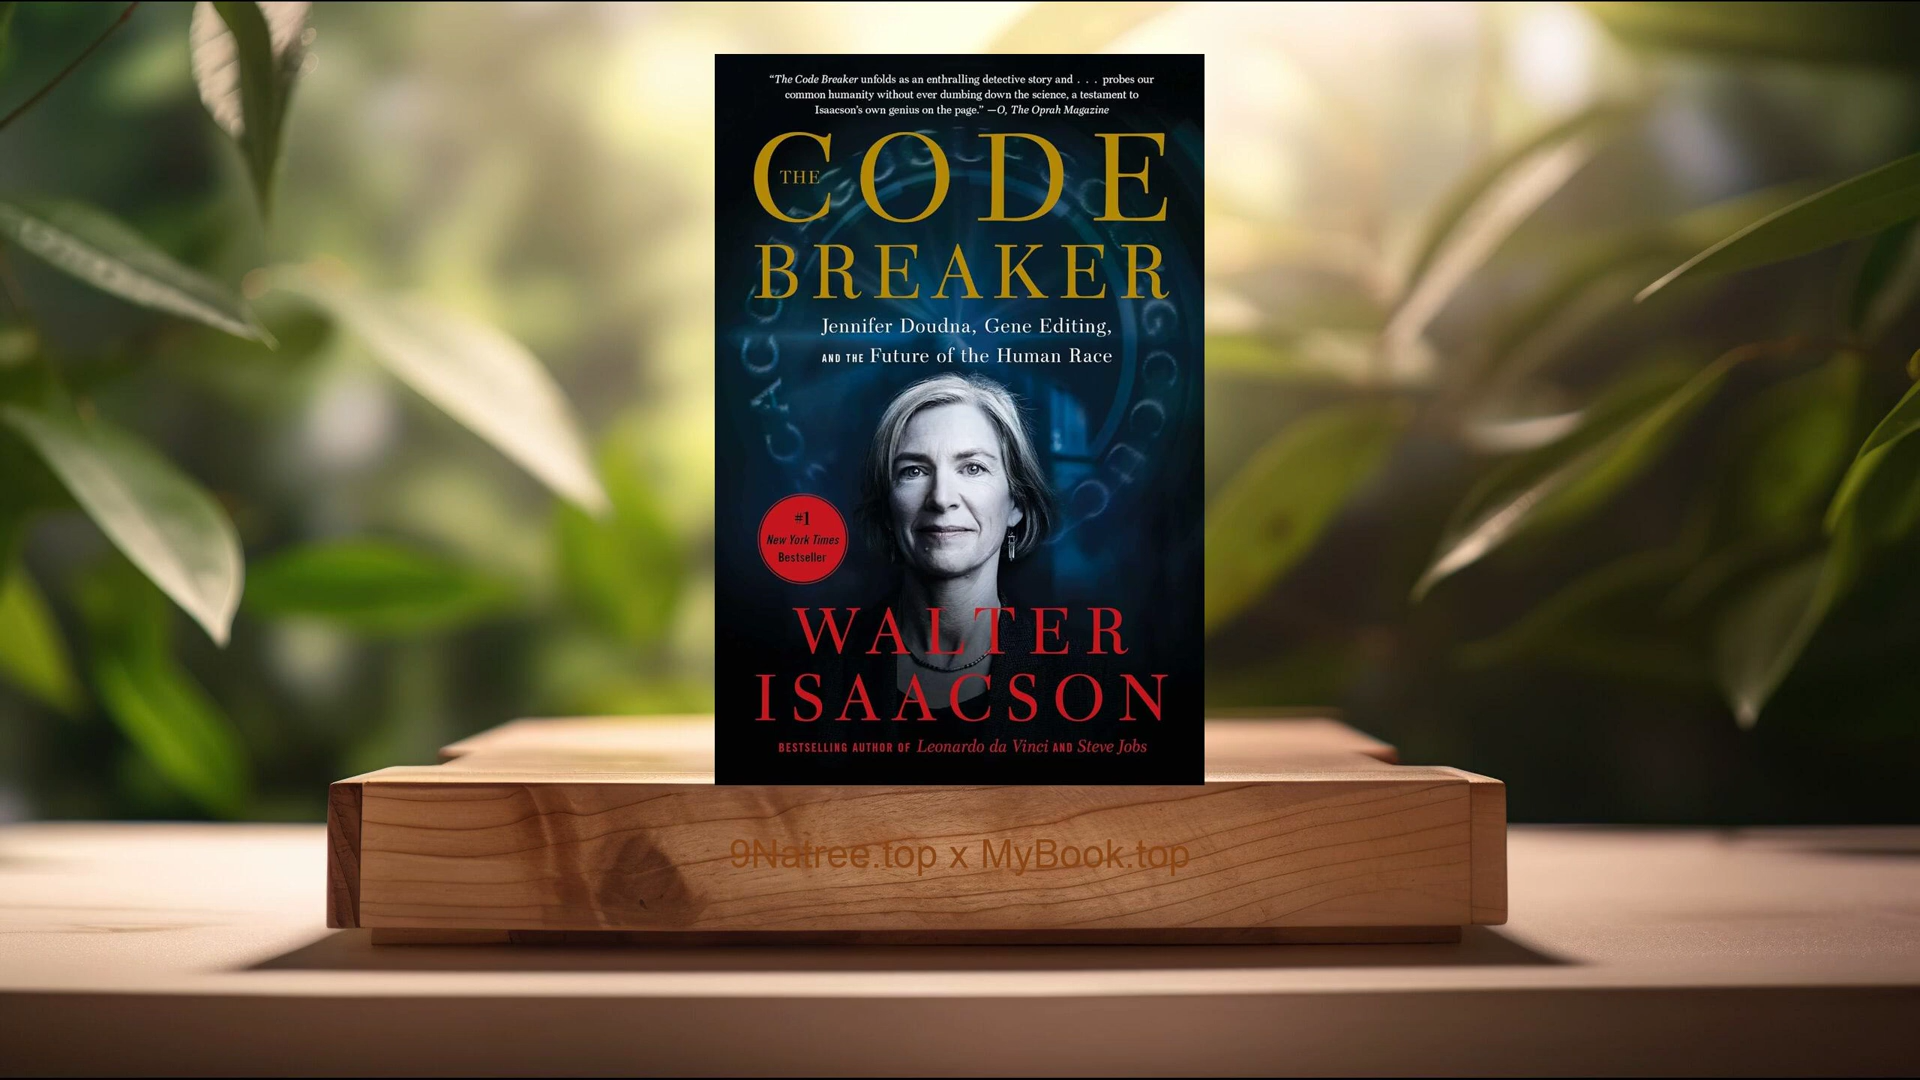 “The Code Breaker unfolds as an enthralling detective story and . . . probes our
common humanity without ever dumbing down the science, a testament to
Isaacson’s own genius on the page.” —O, The Oprah Magazine
THE CODE
BREAKER
Jennifer Doudna, Gene Editing,
AND THE Future of the Human Race
#1
New York Times
Bestseller
WALTER
ISAACSON
BESTSELLING AUTHOR OF Leonardo da Vinci AND Steve Jobs
9Natree.top x MyBook.top